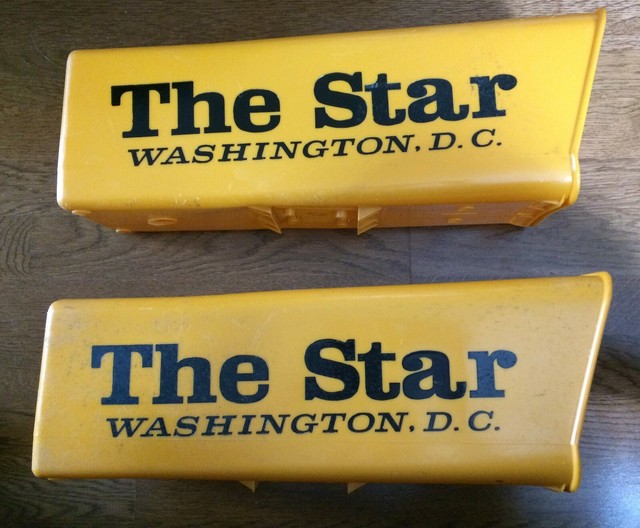 The Star
WASHINGTON, D.C.
The Star
WASHINGTON, D.C.